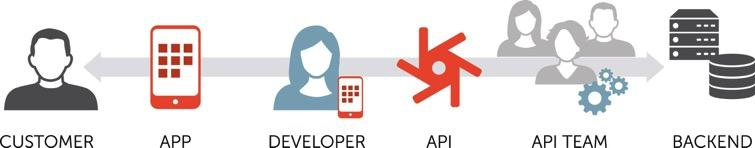 CUSTOMER
APP
DEVELOPER
API
API TEAM
BACKEND